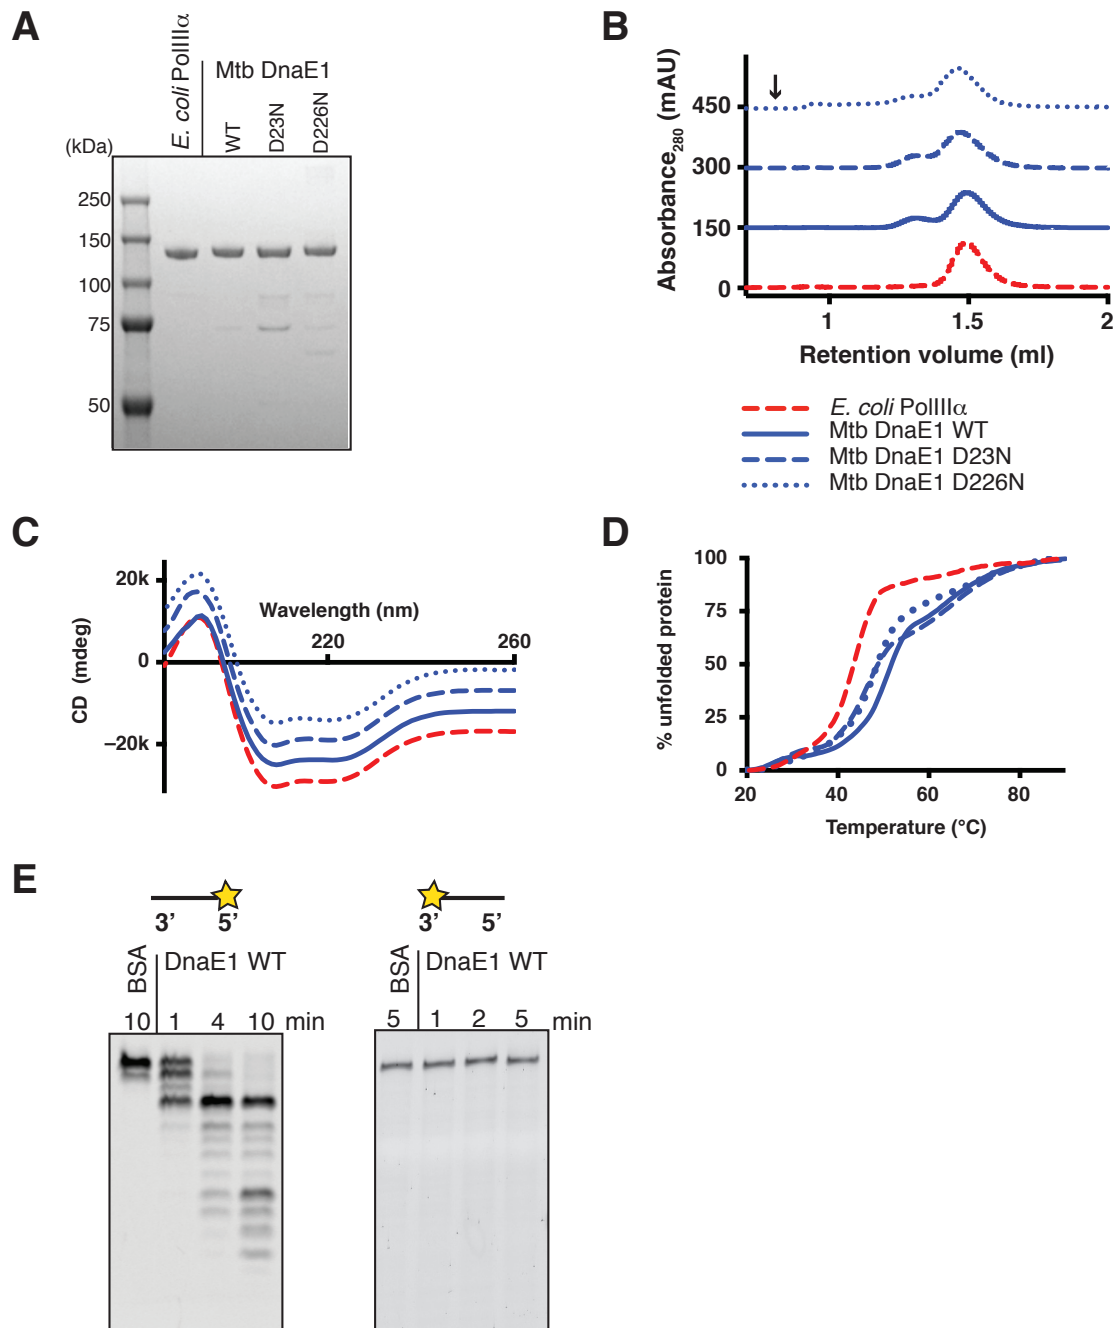 A
E. coli PolIIIα
Mtb DnaE1
WT
D23N
D226N
(kDa)
250
150
100
75
50
B
Absorbance280 (mAU)
450
300
150
0
1
1.5
2
Retention volume (ml)
E. coli PolIIIα
Mtb DnaE1 WT
Mtb DnaE1 D23N
Mtb DnaE1 D226N
C
CD (mdeg)
20k
0
−20k
Wavelength (nm)
220
260
D
% unfolded protein
100
75
50
25
0
20
40
60
80
Temperature (°C)
E
3’ 5’
BSA
DnaE1 WT
10 1 4 10 min
3’ 5’
BSA
DnaE1 WT
5 1 2 5 min